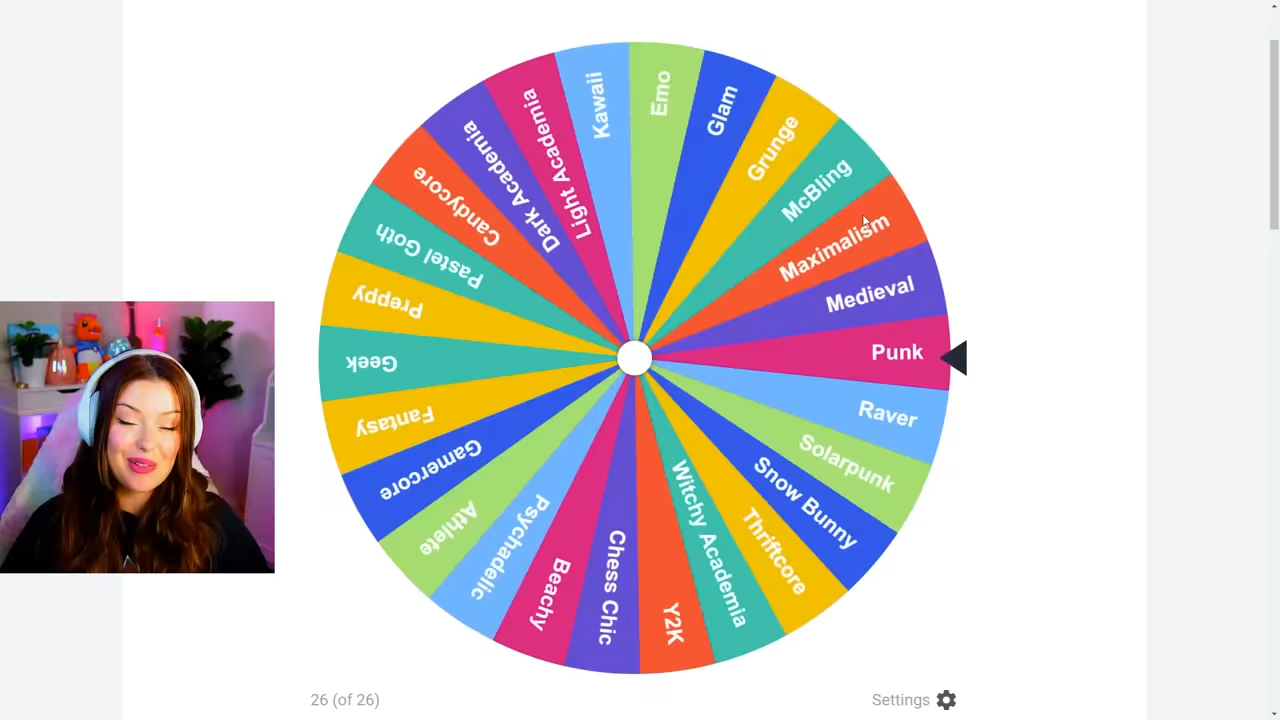 Kawaii
Emo
Glam
Grunge
McBling
Maximalism
Medieval
Punk
Raver
Solarpunk
Snow Bunny
Thriftcore
Witchy Academia
Y2K
Chess Chic
Beachy
Psychadelic
Athlete
Gamercore
Fantasy
Geek
Preppy
Pastel Goth
Candycore
Dark Academia
Light Academia
26 (of 26)
Settings